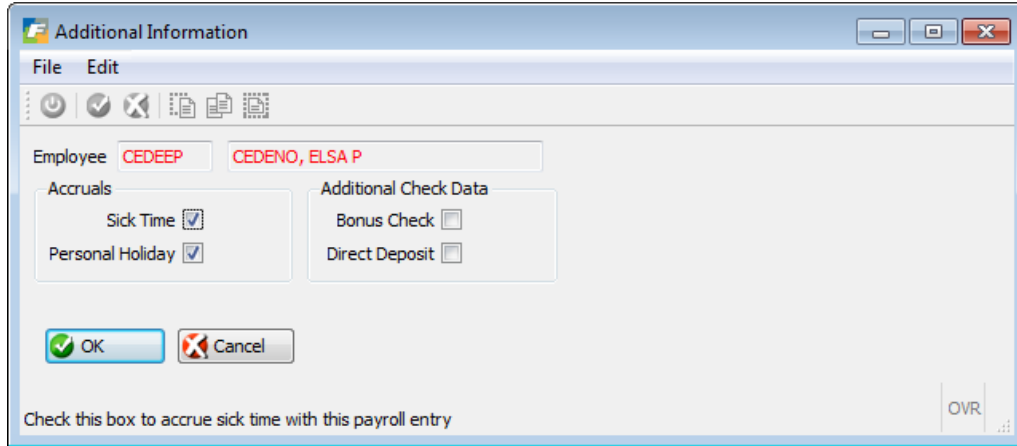 Additional Information
File Edit
Employee CEDEEP CEDENO, ELSA P
Accruals
Sick Time
Personal Holiday
Additional Check Data
Bonus Check
Direct Deposit
OK Cancel
Check this box to accrue sick time with this payroll entry
OVR